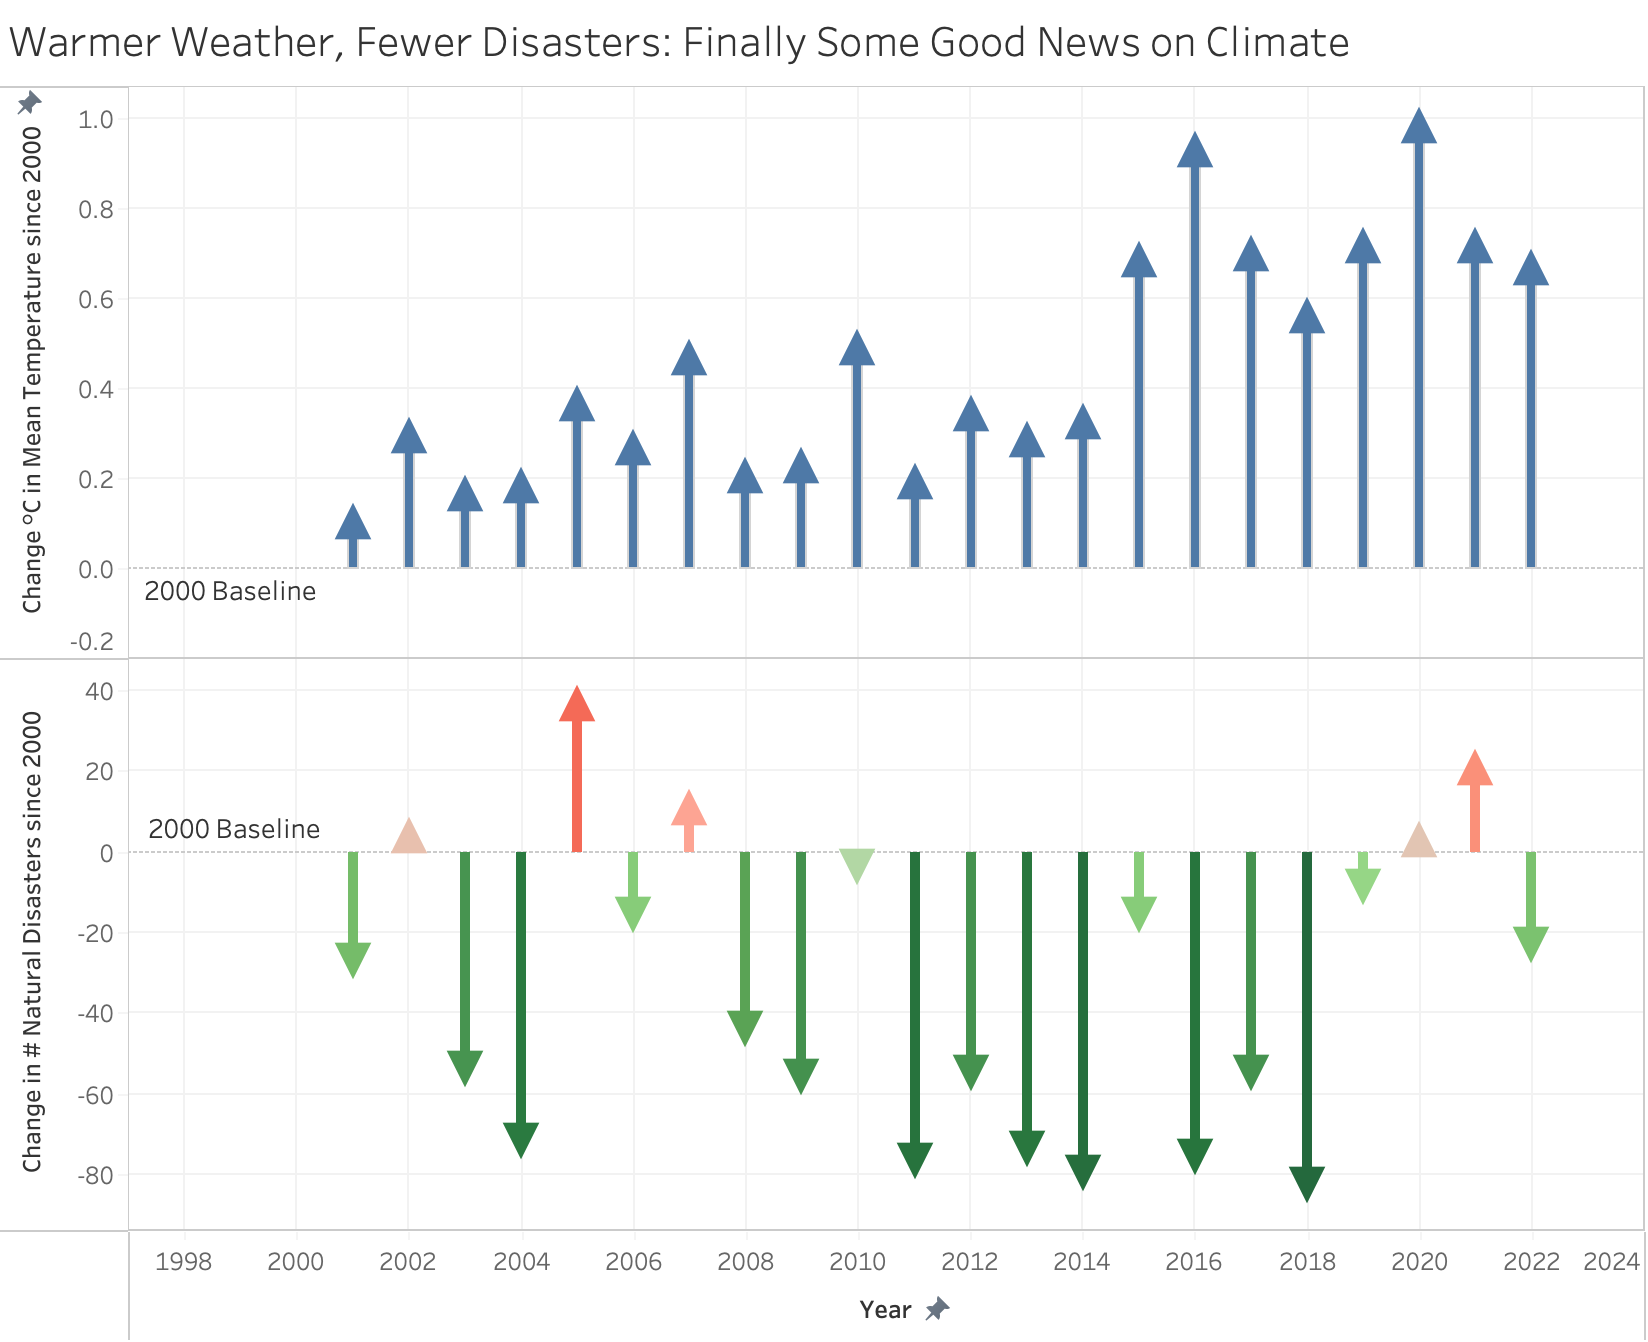 Warmer Weather, Fewer Disasters: Finally Some Good News on Climate
Change °C in Mean Temperature since 2000
1.0
0.8
0.6
0.4
0.2
0.0
2000 Baseline
-0.2
Change in # Natural Disasters since 2000
40
20
2000 Baseline
0
-20
-40
-60
-80
1998 2000 2002 2004 2006 2008 2010 2012 2014 2016 2018 2020 2022 2024
Year